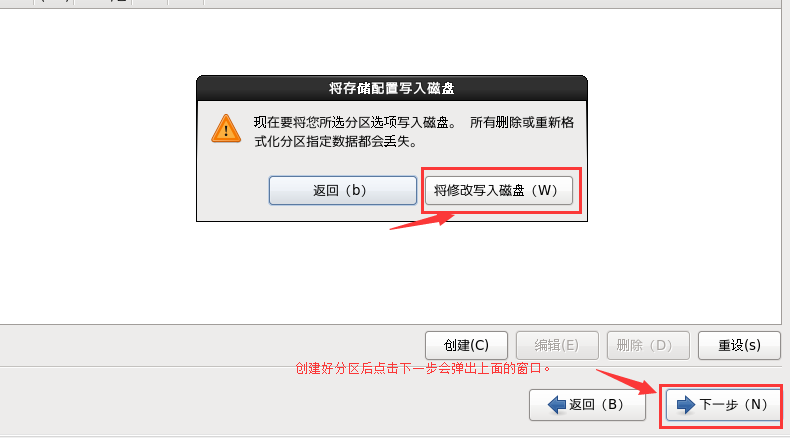 将存储配置写入磁盘
现在要将您所选分区选项写入磁盘。 所有删除或重新格
式化分区指定数据都会丢失。
返回（b） 将修改写入磁盘（W）
创建(C) 编辑(E) 删除（D） 重设(s)
创建好分区后点击下一步会弹出上面的窗口。
返回（B） 下一步（N）